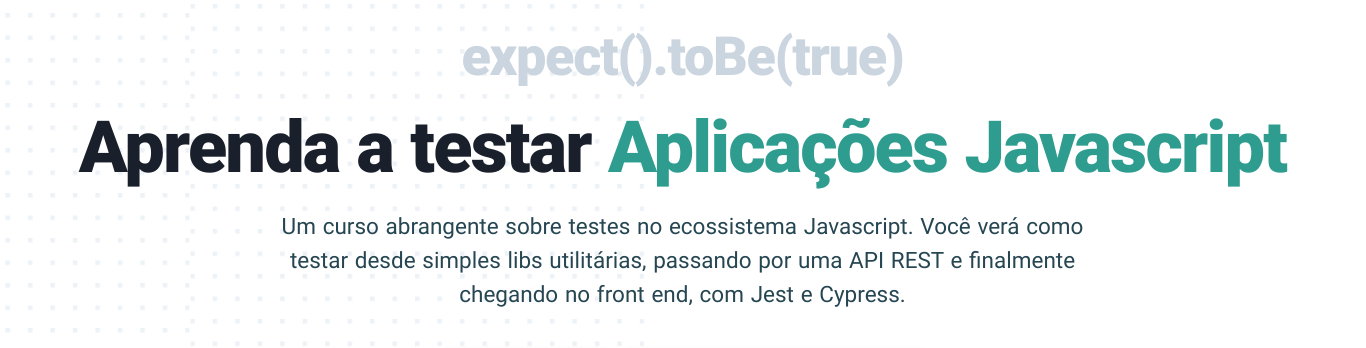 expect().toBe(true)
Aprenda a testar Aplicações Javascript
Um curso abrangente sobre testes no ecossistema Javascript. Você verá como
testar desde simples libs utilitárias, passando por uma API REST e finalmente
chegando no front end, com Jest e Cypress.